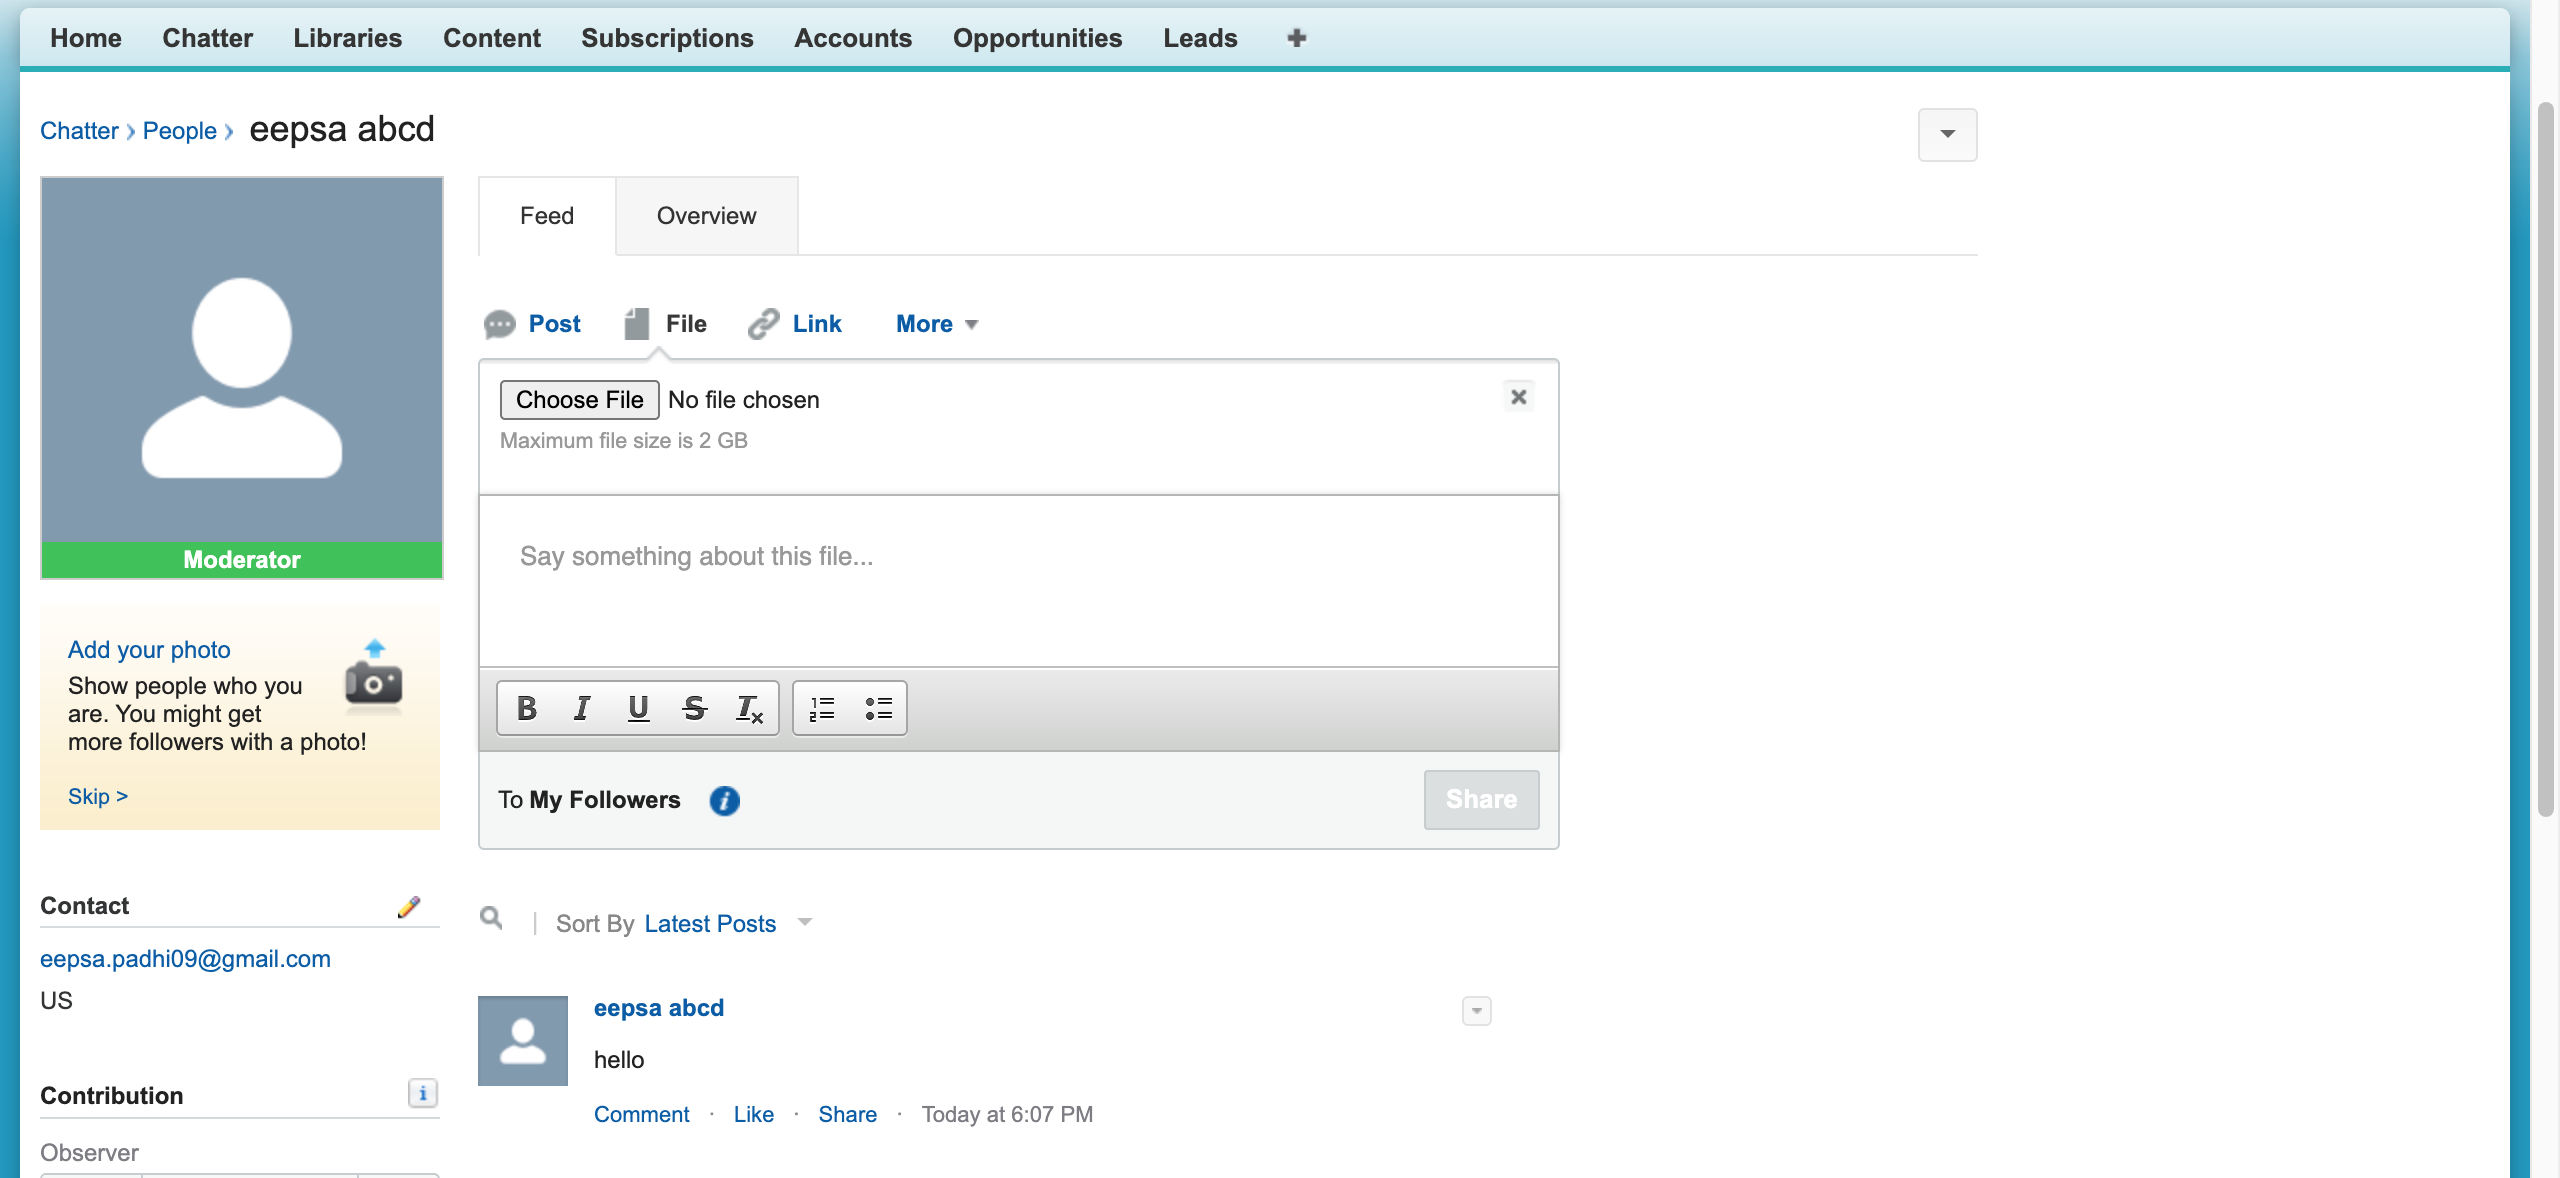 Home Chatter Libraries Content Subscriptions Accounts Opportunities Leads
Chatter People eepsa abcd
Feed Overview
Post File Link More
Choose File No file chosen
Maximum file size is 2 GB
Say something about this file...
B I U S Tx
To My Followers
Share
Moderator
Add your photo
Show people who you
are. You might get
more followers with a photo!
Skip >
Contact
eepsa.padhi09@gmail.com
US
Contribution
Observer
Sort By Latest Posts
eepsa abcd
hello
Comment · Like · Share · Today at 6:07 PM